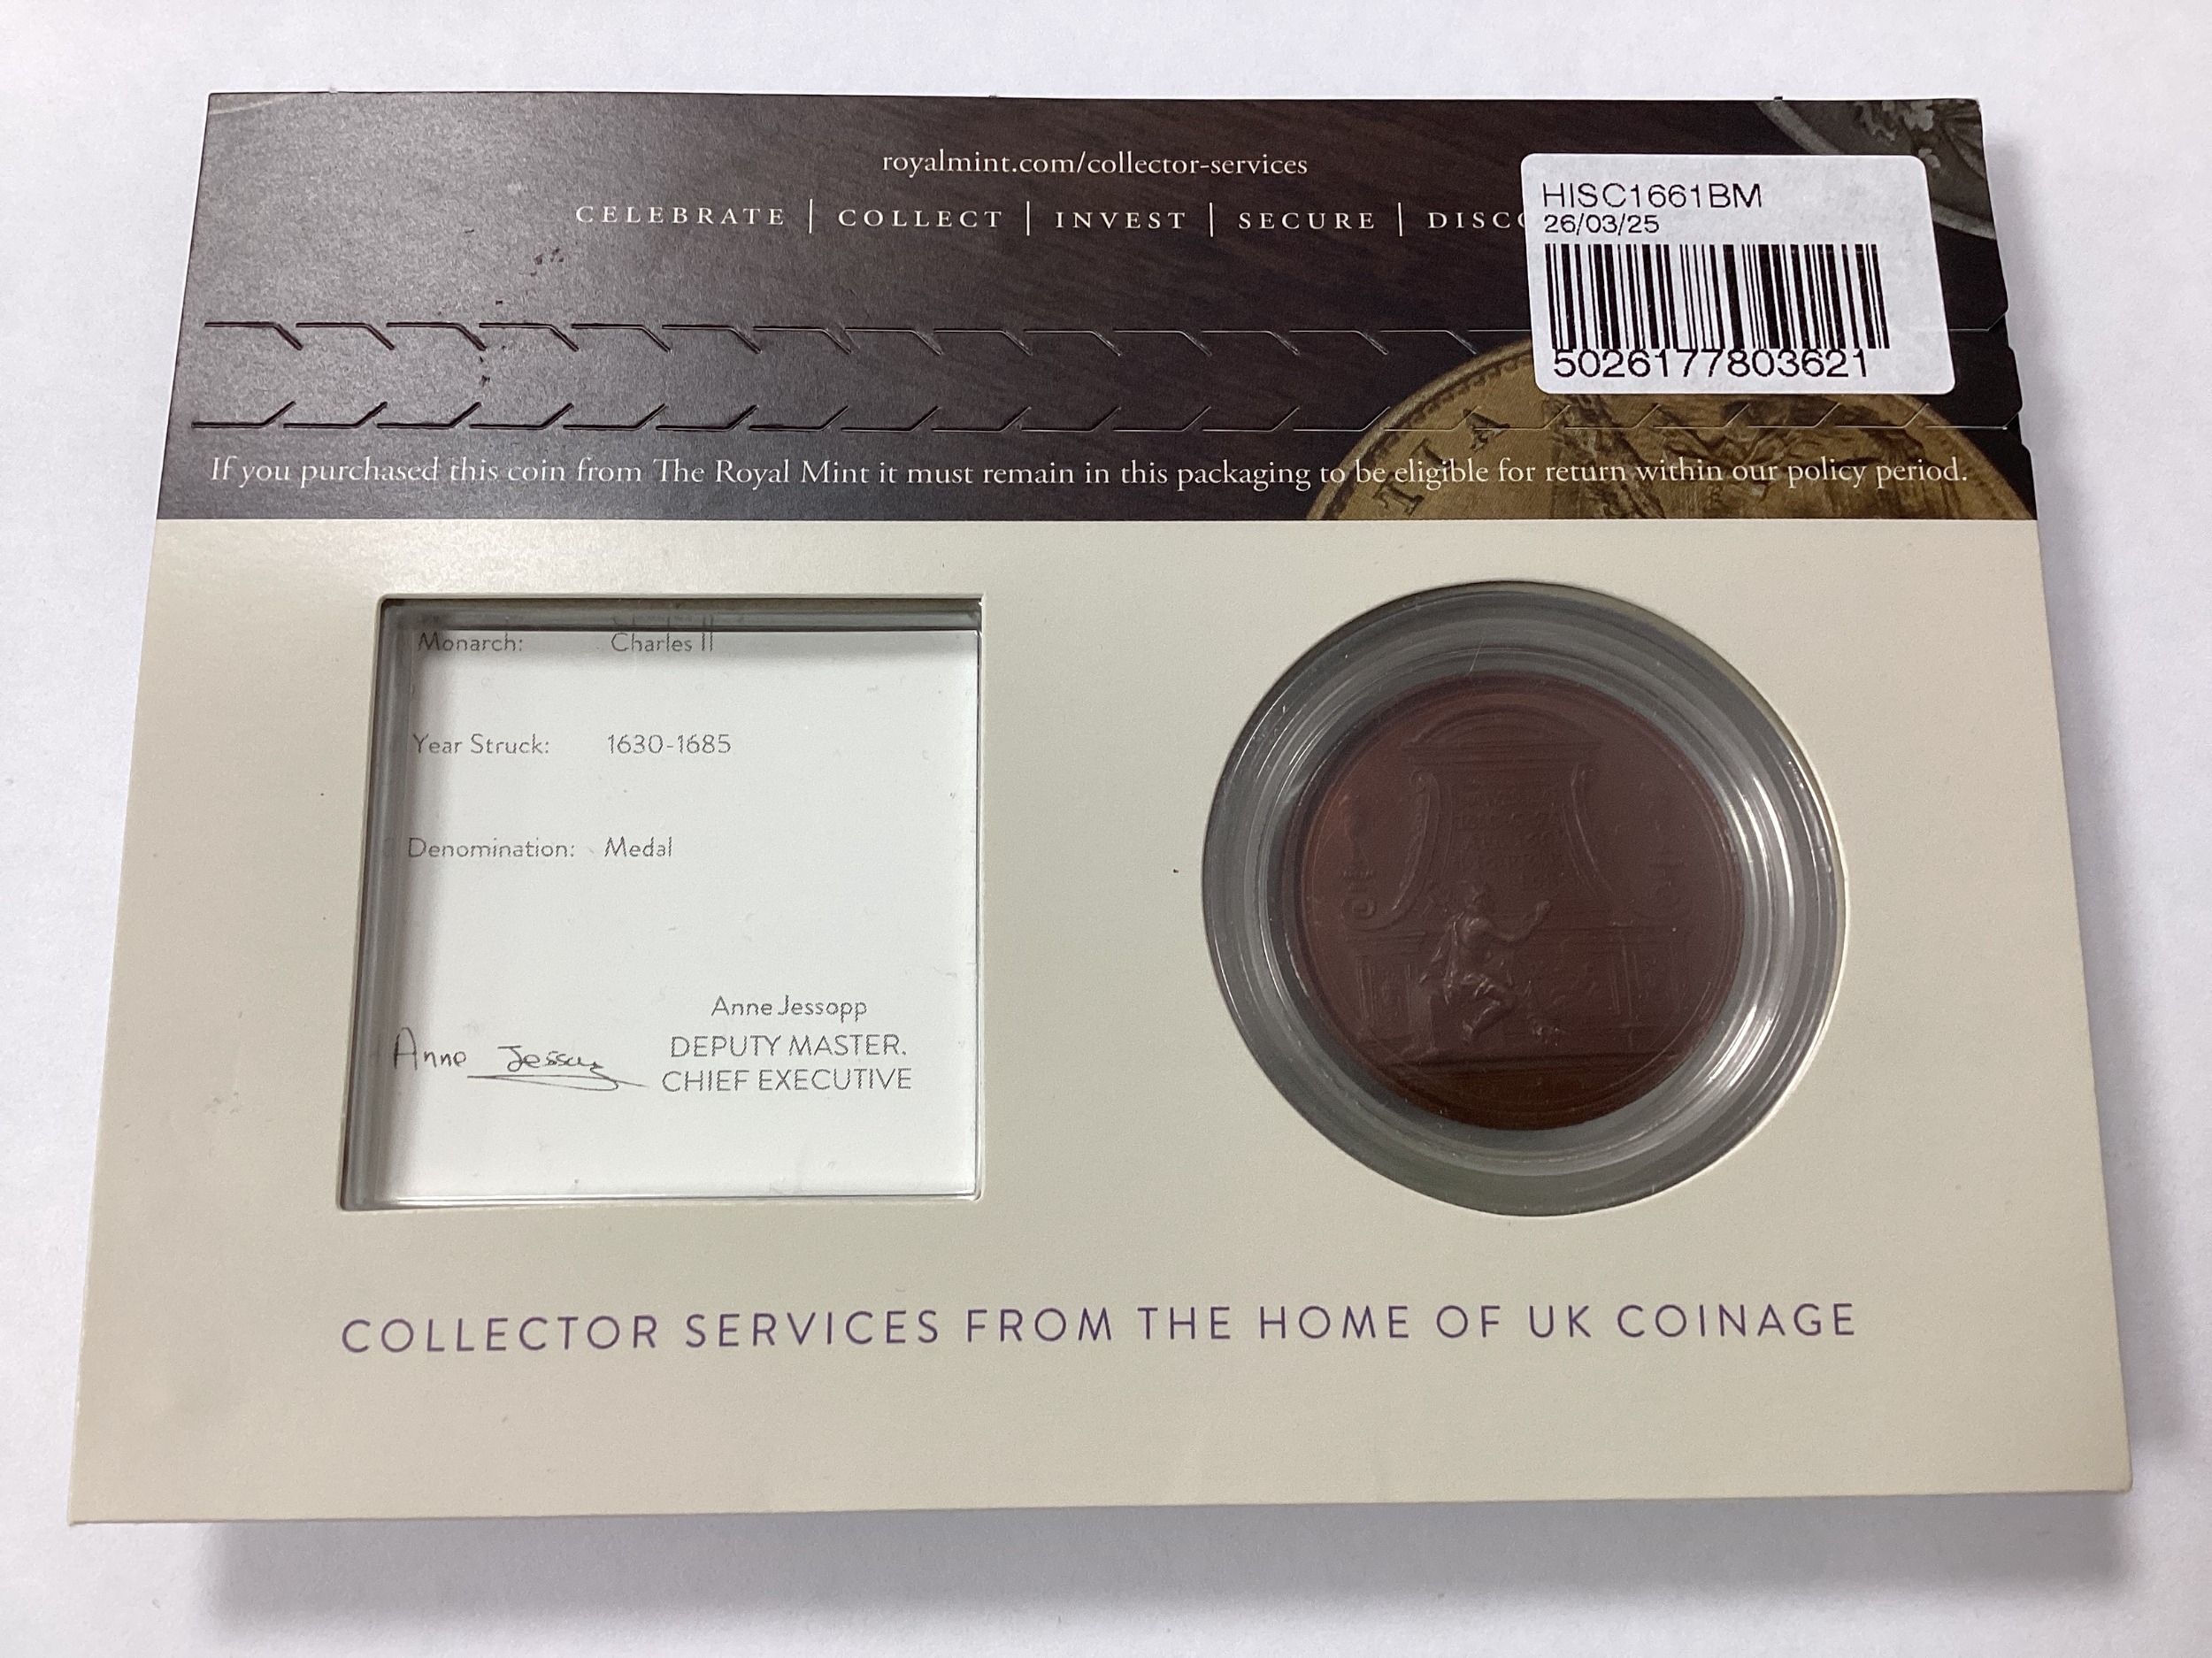 royalmint.com/collector-services
CELEBRATE | COLLECT | INVEST | SECURE |
HISC1661BM
26/03/25
5026177803621
If you purchased this coin from The Royal Mint it must remain in this packaging to be eligible for return within our policy period.
Monarch: Charles II
Year Struck: 1630-1685
Denomination: Medal
Anne Jessopp
DEPUTY MASTER.
CHIEF EXECUTIVE
COLLECTOR SERVICES FROM THE HOME OF UK COINAGE